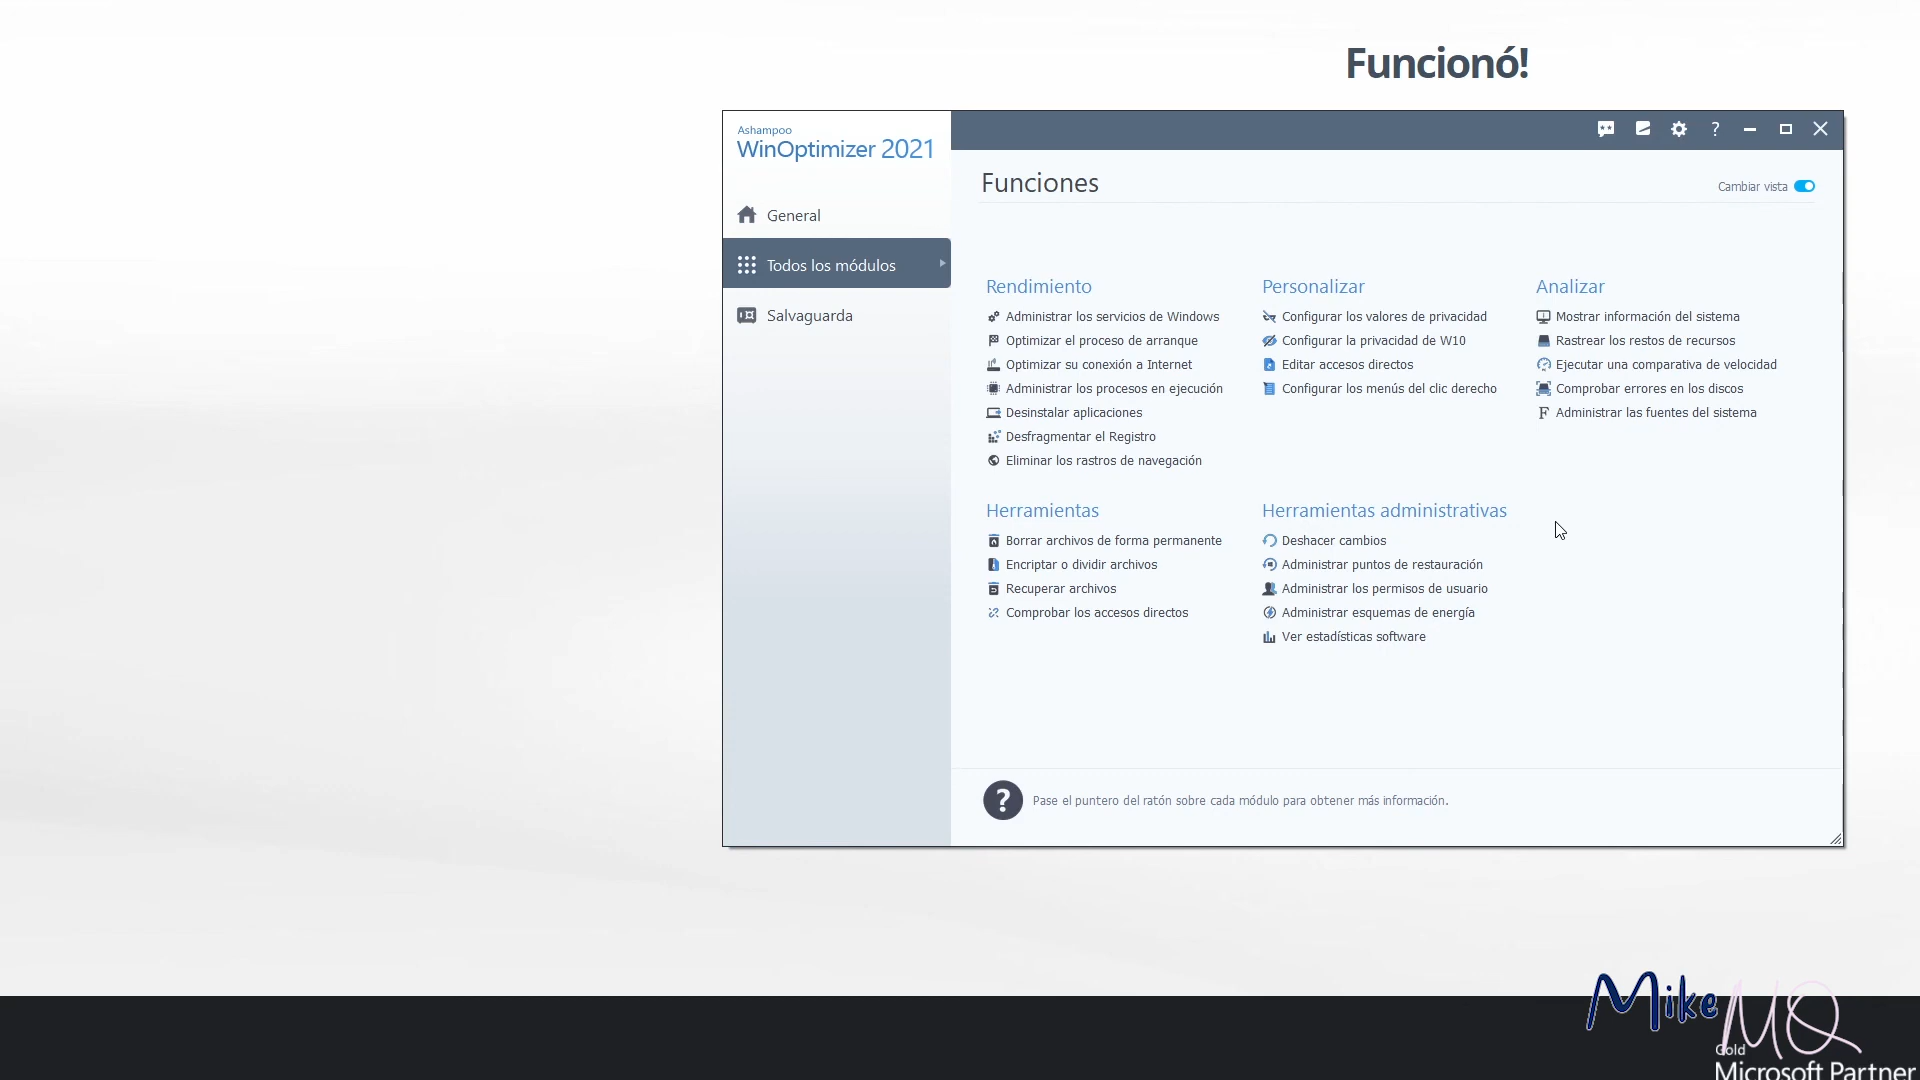 Funcionó!
Ashampoo
WinOptimizer 2021
General
Todos los módulos
Salvaguarda
Funciones
Cambiar vista
Rendimiento
Administrar los servicios de Windows
Optimizar el proceso de arranque
Optimizar su conexión a Internet
Administrar los procesos en ejecución
Desinstalar aplicaciones
Desfragmentar el Registro
Eliminar los rastros de navegación
Personalizar
Configurar los valores de privacidad
Configurar la privacidad de W10
Editar accesos directos
Configurar los menús del clic derecho
Analizar
Mostrar información del sistema
Rastrear los restos de recursos
Ejecutar una comparativa de velocidad
Comprobar errores en los discos
Administrar las fuentes del sistema
Herramientas
Borrar archivos de forma permanente
Encriptar o dividir archivos
Recuperar archivos
Comprobar los accesos directos
Herramientas administrativas
Deshacer cambios
Administrar puntos de restauración
Administrar los permisos de usuario
Administrar esquemas de energía
Ver estadísticas software
Pase el puntero del ratón sobre cada módulo para obtener más información.
Mike MQ
Gold
Microsoft Partner